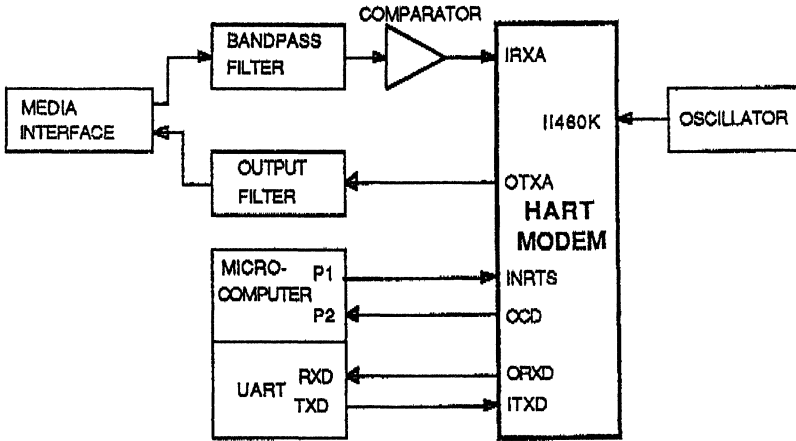 COMPARATOR
BANDPASS
FILTER
IRXA
MEDIA
INTERFACE
II460K
OSCILLATOR
OUTPUT
FILTER
OTXA
HART
MODEM
MICRO-
COMPUTER
P1
INRTS
P2
OCD
UART
RXD
ORXD
TXD
ITXD